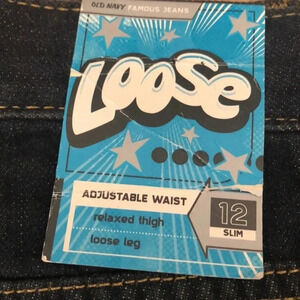 OLD NAVY FAMOUS JEANS
Loose
ADJUSTABLE WAIST
relaxed thigh
loose leg
12
SLIM